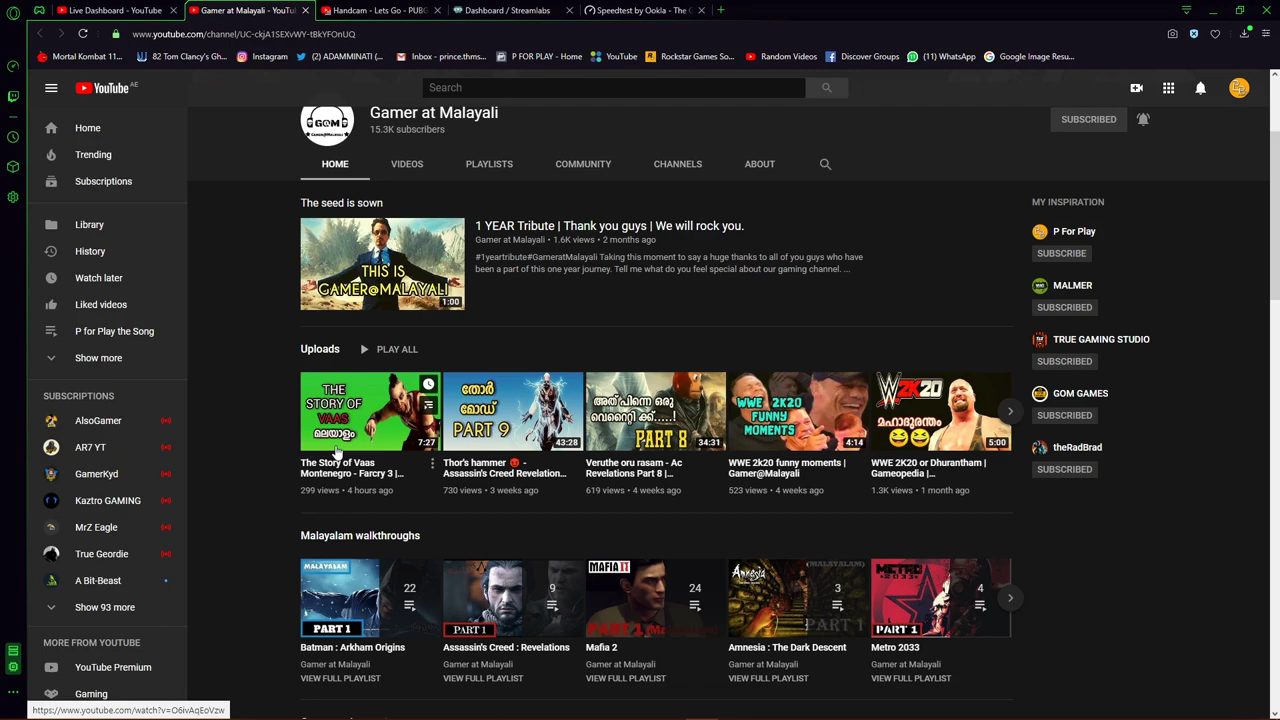 Live Dashboard - YouTube
Gamer at Malayali - YouTu
Handcam - Lets Go - PUBG
Dashboard / Streamlabs
Speedtest by Ookla - The G
www.youtube.com/channel/UC-ckjA1SEXvWY-tBkYFOnUQ
Mortal Kombat 11...
82 Tom Clancy's Gh...
Instagram
(2) ADAMMINATI (...
Inbox - prince.thms...
P FOR PLAY - Home
YouTube
Rockstar Games So...
Random Videos
Discover Groups
(11) WhatsApp
Google Image Resu...
YouTube AE
Search
Home
Trending
Subscriptions
Library
History
Watch later
Liked videos
P for Play the Song
Show more
SUBSCRIPTIONS
AlsoGamer
AR7 YT
GamerKyd
Kaztro GAMING
MrZ Eagle
True Geordie
A Bit-Beast
Show 93 more
MORE FROM YOUTUBE
YouTube Premium
Gaming
https://www.youtube.com/watch?v=O6ivAqEoVzw
G@M
Gamer at Malayali
15.3K subscribers
SUBSCRIBED
HOME
VIDEOS
PLAYLISTS
COMMUNITY
CHANNELS
ABOUT
The seed is sown
THIS IS
GAMER@MALAYALI
1:00
1 YEAR Tribute | Thank you guys | We will rock you.
Gamer at Malayali • 1.6K views • 2 months ago
#1yeartribute#GameratMalayali Taking this moment to say a huge thanks to all of you guys who have
been a part of this one year journey. Tell me what do you feel special about our gaming channel. ...
Uploads
PLAY ALL
THE
STORY OF
VAAS
മലയാളം
7:27
The Story of Vaas
Montenegro - Farcry 3 |...
299 views • 4 hours ago
തോർ
മോഡ്
PART 9
43:28
Thor's hammer -
Assassin's Creed Revelation...
730 views • 3 weeks ago
അത് പിന്നെ ഒരു
വെറൈറ്റി ക്ക്.....!
PART 8
34:31
Veruthe oru rasam - Ac
Revelations Part 8 |...
619 views • 4 weeks ago
WWE 2K20
FUNNY
MOMENTS
4:14
WWE 2k20 funny moments |
Gamer@Malayali
523 views • 4 weeks ago
W2K20
മഹാദുരന്തം
5:00
WWE 2K20 or Dhurantham |
Gameopedia |...
1.3K views • 1 month ago
Malayalam walkthroughs
MALAYALAM
22
PART 1
Batman : Arkham Origins
Gamer at Malayali
VIEW FULL PLAYLIST
9
PART 1
Assassin's Creed : Revelations
Gamer at Malayali
VIEW FULL PLAYLIST
MAFIA II
24
PART 1
Mafia 2
Gamer at Malayali
VIEW FULL PLAYLIST
Amnesia
(MALAYALAM)
3
PART 1
Amnesia : The Dark Descent
Gamer at Malayali
VIEW FULL PLAYLIST
METRO
2033
4
PART 1
Metro 2033
Gamer at Malayali
VIEW FULL PLAYLIST
MY INSPIRATION
P For Play
SUBSCRIBE
MALMER
SUBSCRIBED
TRUE GAMING STUDIO
SUBSCRIBED
GOM GAMES
SUBSCRIBED
theRadBrad
SUBSCRIBED